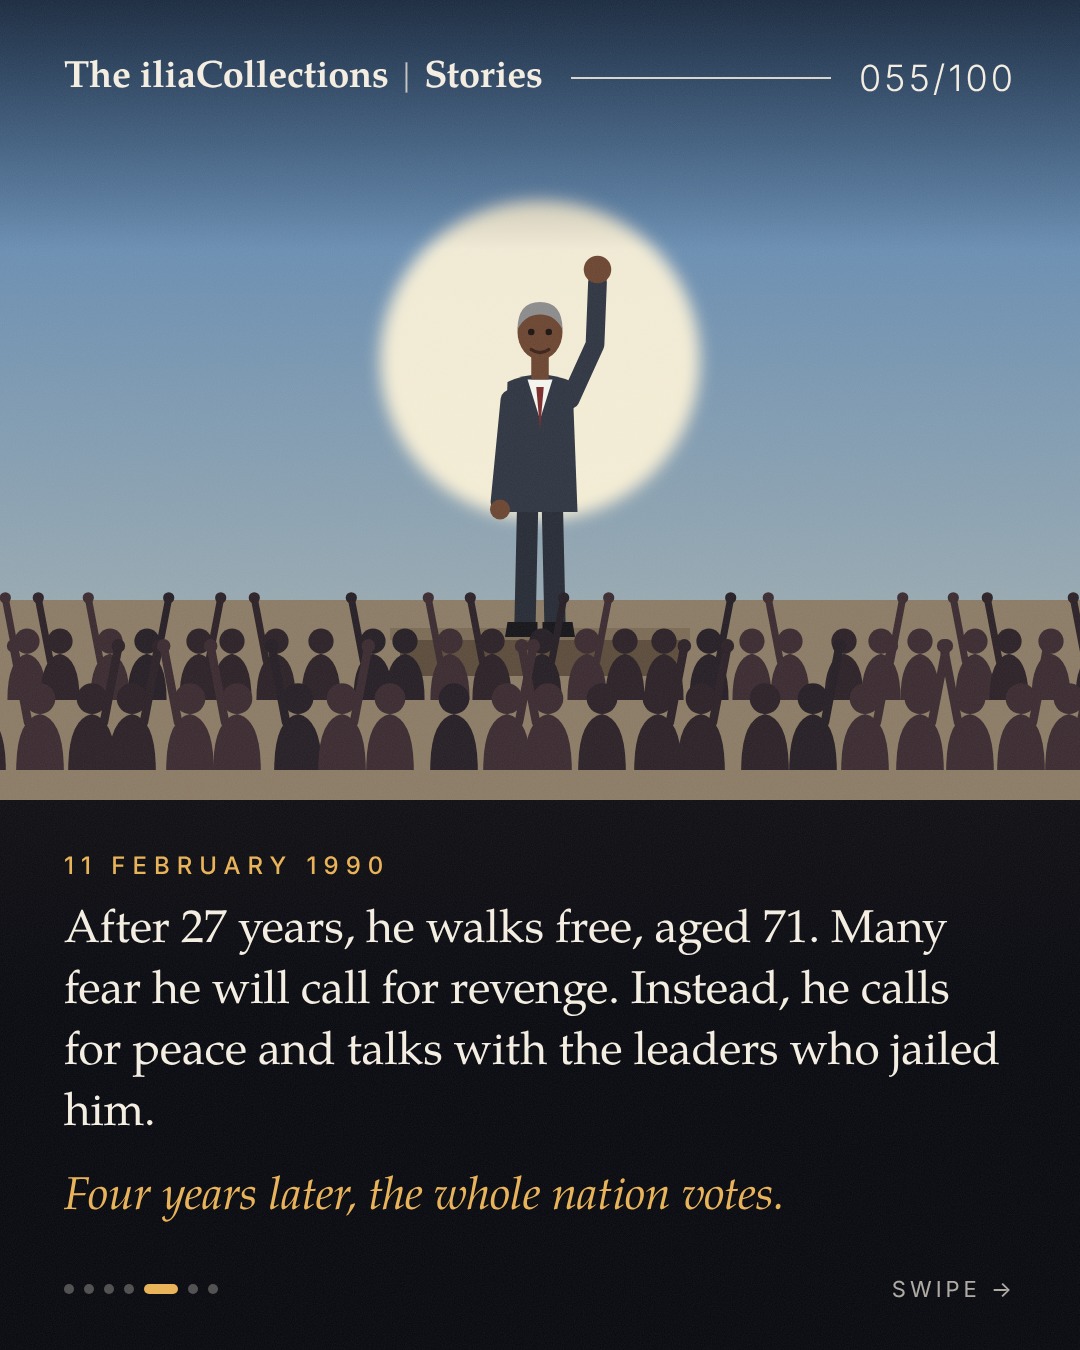 The iliaCollections | Stories 055/100
11 FEBRUARY 1990
After 27 years, he walks free, aged 71. Many
fear he will call for revenge. Instead, he calls
for peace and talks with the leaders who jailed
him.
Four years later, the whole nation votes.
SWIPE →